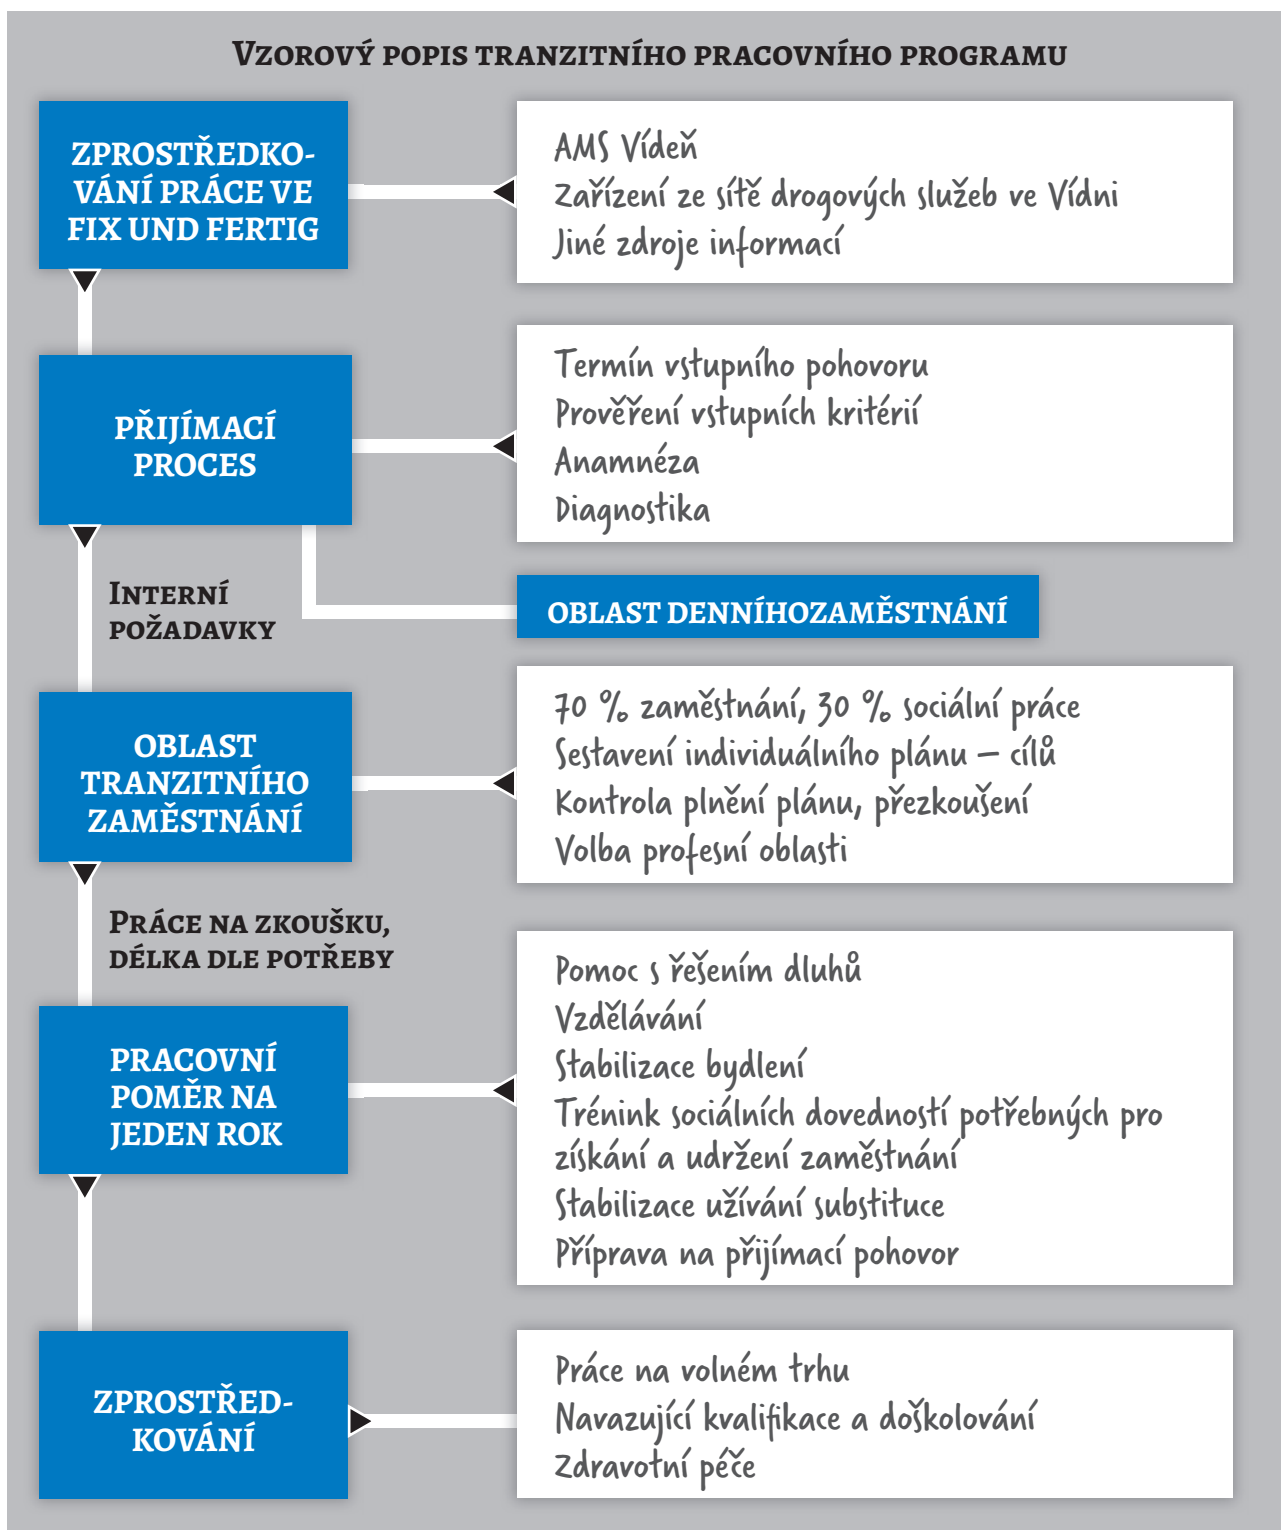 Vzorový popis tranzitního pracovního programu
ZPROSTŘEDKO-
VÁNÍ PRÁCE VE
FIX UND FERTIG
AMS Vídeň
Zařízení ze sítě drogových služeb ve Vídni
Jiné zdroje informací
PŘIJÍMACÍ
PROCES
Termín vstupního pohovoru
Prověření vstupních kritérií
Anamnéza
Diagnostika
Interní
požadavky
OBLAST DENNÍHOZAMĚSTNÁNÍ
OBLAST
TRANZITNÍHO
ZAMĚSTNÁNÍ
70 % zaměstnání, 30 % sociální práce
Sestavení individuálního plánu – cílů
Kontrola plnění plánu, přezkoušení
Volba profesní oblasti
Práce na zkoušku,
délka dle potřeby
PRACOVNÍ
POMĚR NA
JEDEN ROK
Pomoc s řešením dluhů
Vzdělávání
Stabilizace bydlení
Trénink sociálních dovedností potřebných pro
získání a udržení zaměstnání
Stabilizace užívání substituce
Příprava na přijímací pohovor
ZPROSTŘED-
KOVÁNÍ
Práce na volném trhu
Navazující kvalifikace a doškolování
Zdravotní péče